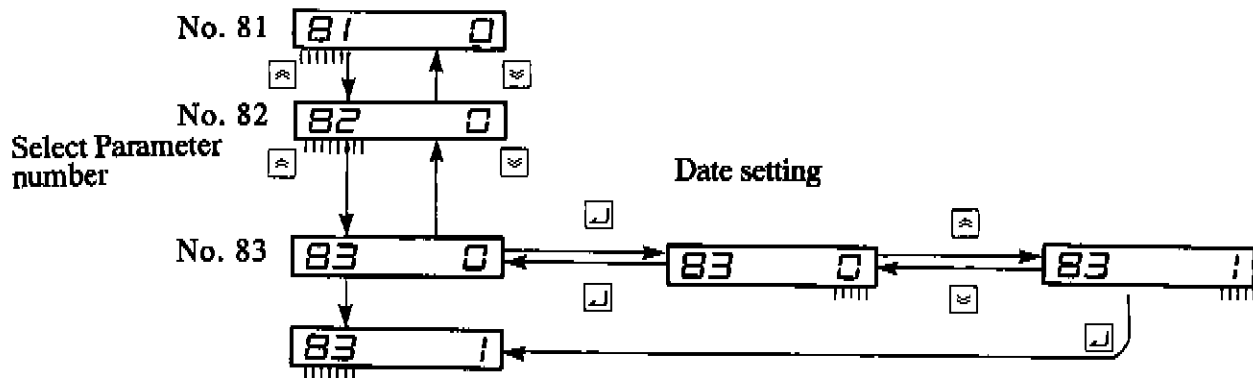 No. 81
81 0
No. 82
82 0
Select Parameter
number
Date setting
No. 83
83 0
83 0
83 1
83 1